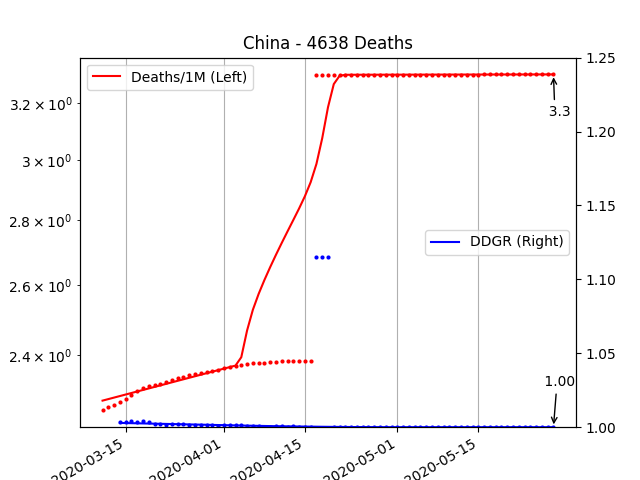 China - 4638 Deaths
Deaths/1M (Left)
DDGR (Right)
3.2 × 10⁰
3 × 10⁰
2.8 × 10⁰
2.6 × 10⁰
2.4 × 10⁰
1.25
1.20
1.15
1.10
1.05
1.00
3.3
1.00
2020-03-15
2020-04-01
2020-04-15
2020-05-01
2020-05-15